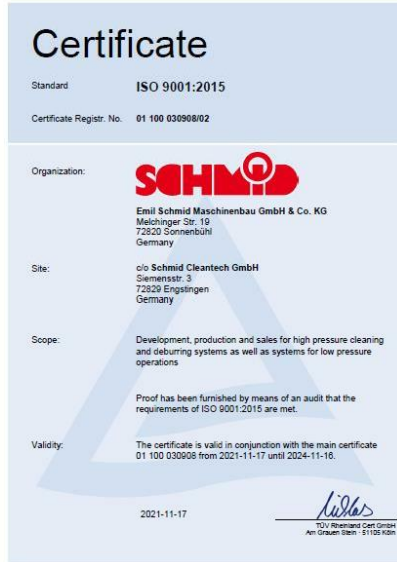 Certificate
Standard ISO 9001:2015
Certificate Registr. No. 01 100 030908/02
Organization:
SCHMID
Emil Schmid Maschinenbau GmbH & Co. KG
Melchinger Str. 19
72820 Sonnenbühl
Germany
Site: c/o Schmid Cleantech GmbH
Siemensstr. 3
72829 Engstingen
Germany
Scope: Development, production and sales for high pressure cleaning
and deburring systems as well as systems for low pressure
operations
Proof has been furnished by means of an audit that the
requirements of ISO 9001:2015 are met.
Validity: The certificate is valid in conjunction with the main certificate
01 100 030908 from 2021-11-17 until 2024-11-16.
2021-11-17
TÜV Rheinland Cert GmbH
Am Grauen Stein · 51105 Köln